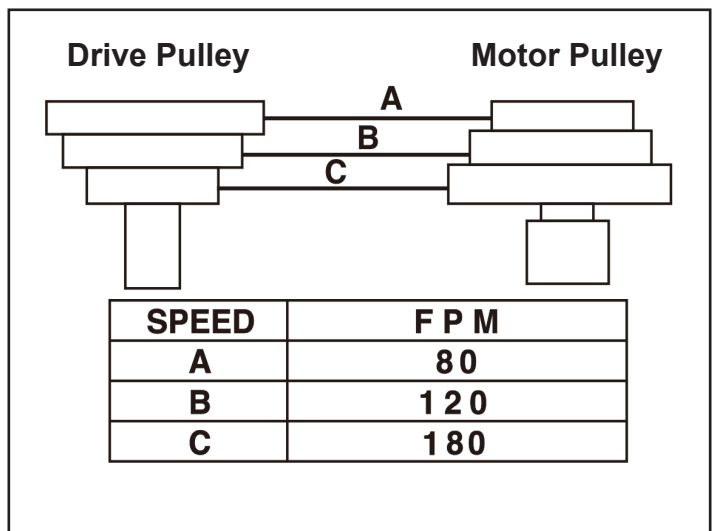 Drive Pulley Motor Pulley
A
B
C
SPEED F P M
A 80
B 120
C 180